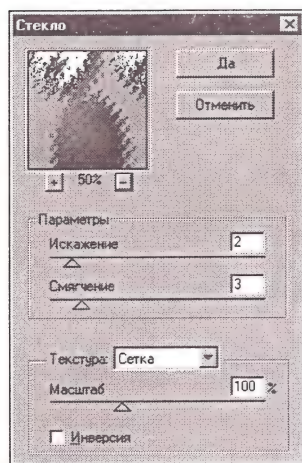 Стекло
Да
Отменить
+ 50% -
Параметры
Искажение 2
Смягчение 3
Текстура: Сетка
Масштаб 100 %
Инверсия